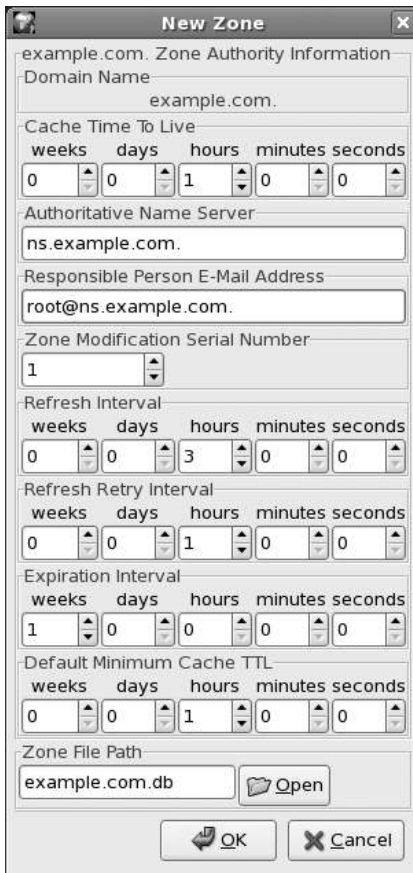 New Zone
example.com. Zone Authority Information
Domain Name
example.com.
Cache Time To Live
weeks days hours minutes seconds
0 0 1 0 0
Authoritative Name Server
ns.example.com.
Responsible Person E-Mail Address
root@ns.example.com.
Zone Modification Serial Number
1
Refresh Interval
weeks days hours minutes seconds
0 0 3 0 0
Refresh Retry Interval
weeks days hours minutes seconds
0 0 1 0 0
Expiration Interval
weeks days hours minutes seconds
1 0 0 0 0
Default Minimum Cache TTL
weeks days hours minutes seconds
0 0 1 0 0
Zone File Path
example.com.db Open
OK Cancel